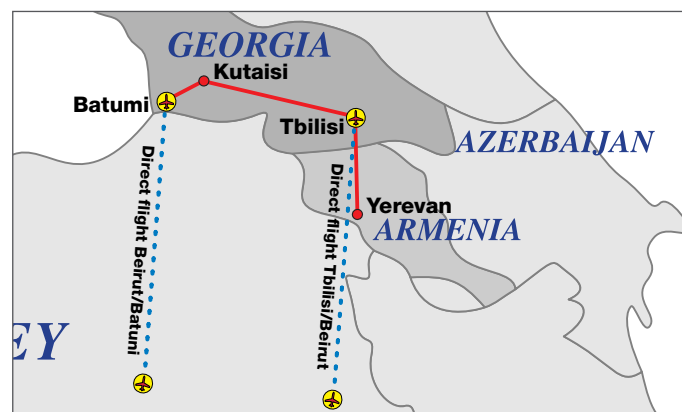 GEORGIA
Kutaisi
Batumi
Tbilisi
AZERBAIJAN
Direct flight Beirut/Batuni
Direct flight Tbilisi/Beirut
Yerevan
ARMENIA
EY